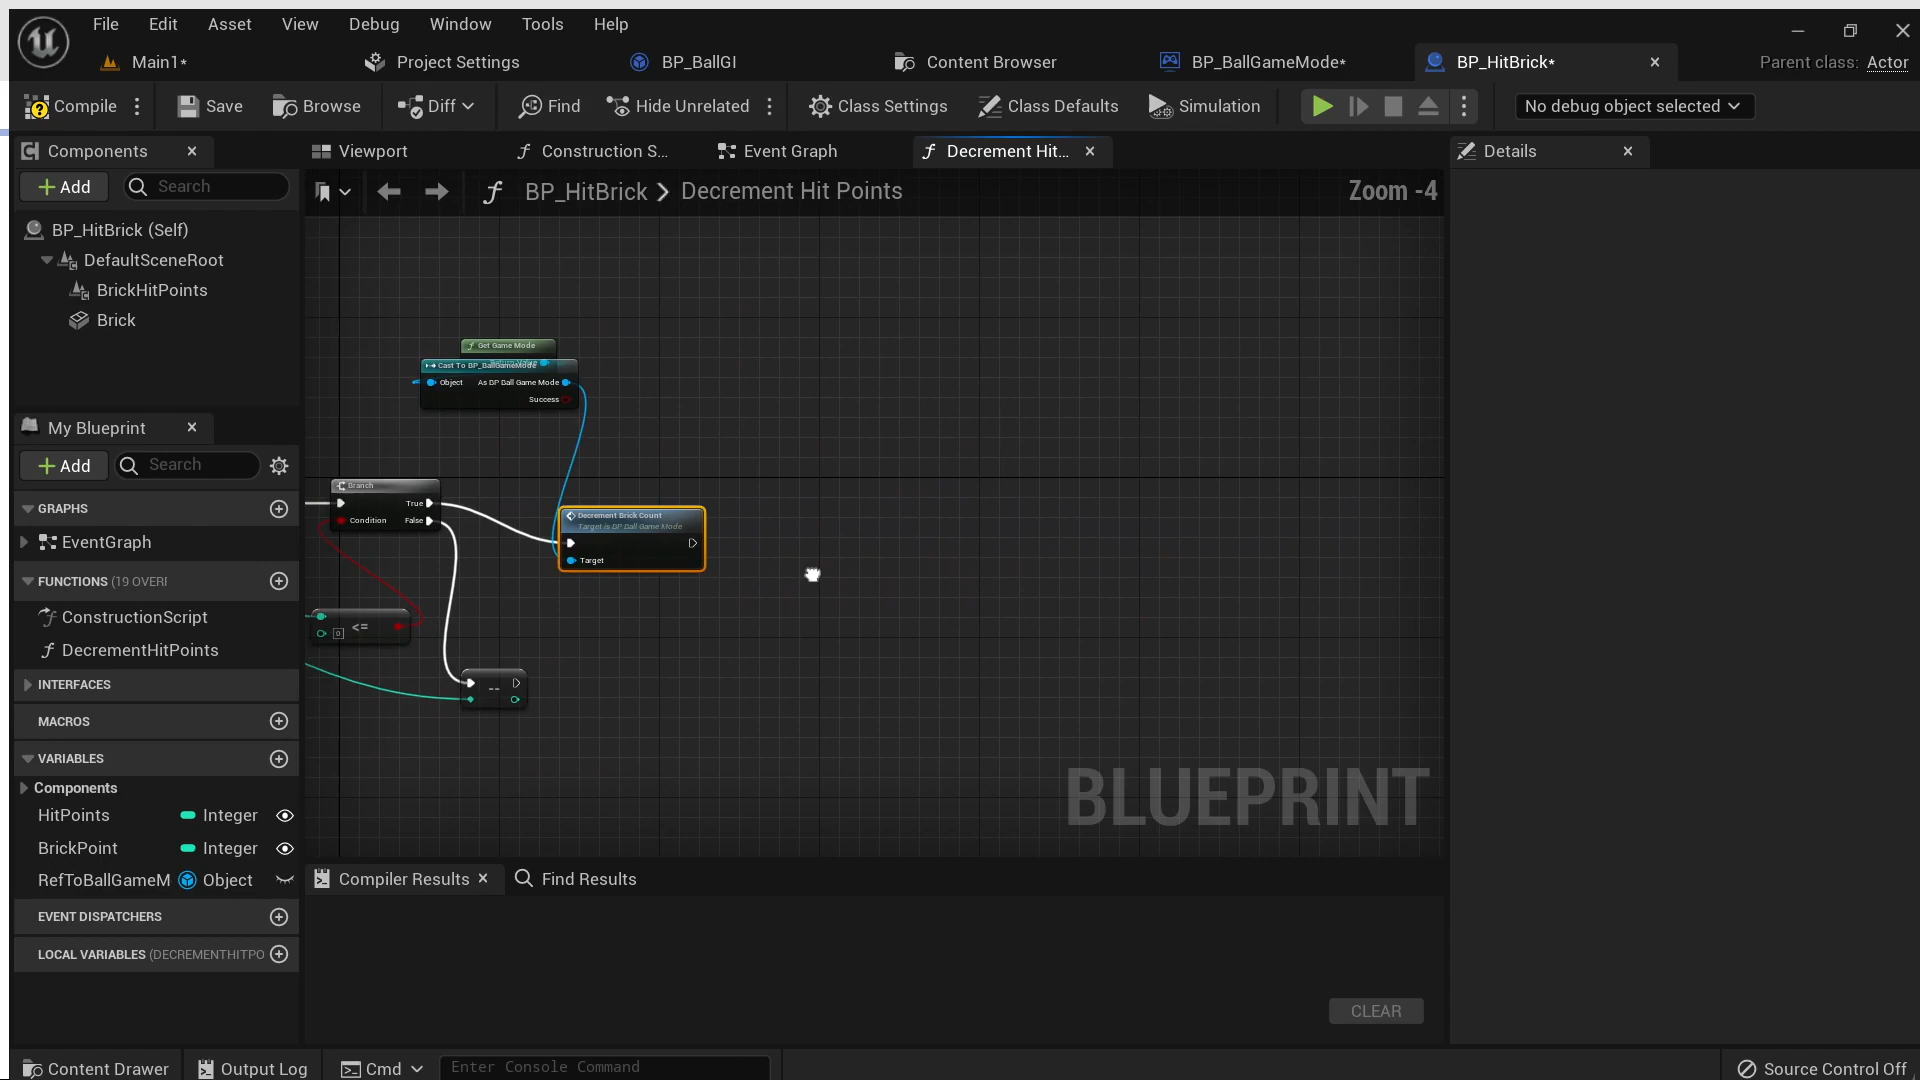 File Edit Asset View Debug Window Tools Help
Main1* Project Settings BP_BallGI Content Browser BP_BallGameMode* BP_HitBrick* Parent class: Actor
Compile Save Browse Diff Find Hide Unrelated Class Settings Class Defaults Simulation No debug object selected
Components Viewport Construction S... Event Graph Decrement Hit... Details
Add Search BP_HitBrick > Decrement Hit Points Zoom -4
BP_HitBrick (Self)
DefaultSceneRoot
BrickHitPoints
Brick
Get Game Mode
Return Value
Cast To BP_BallGameMode
Object As BP Ball Game Mode
Success
My Blueprint
Add Search
Branch
True
Condition False
Decrement Brick Count
Target is BP Ball Game Mode
Target
0 <=
--
GRAPHS
EventGraph
FUNCTIONS (19 OVERI
ConstructionScript
DecrementHitPoints
INTERFACES
MACROS
VARIABLES
Components
HitPoints Integer
BrickPoint Integer
RefToBallGameM Object
EVENT DISPATCHERS
LOCAL VARIABLES (DECREMENTHITPO
BLUEPRINT
Compiler Results Find Results
CLEAR
Content Drawer Output Log Cmd Enter Console Command Source Control Off